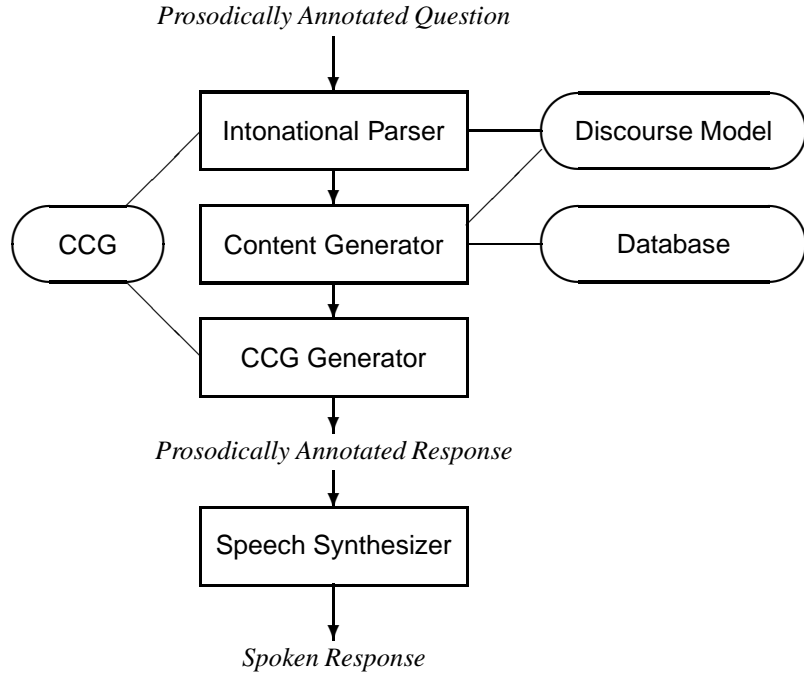 Prosodically Annotated Question
Intonational Parser
Discourse Model
CCG
Content Generator
Database
CCG Generator
Prosodically Annotated Response
Speech Synthesizer
Spoken Response